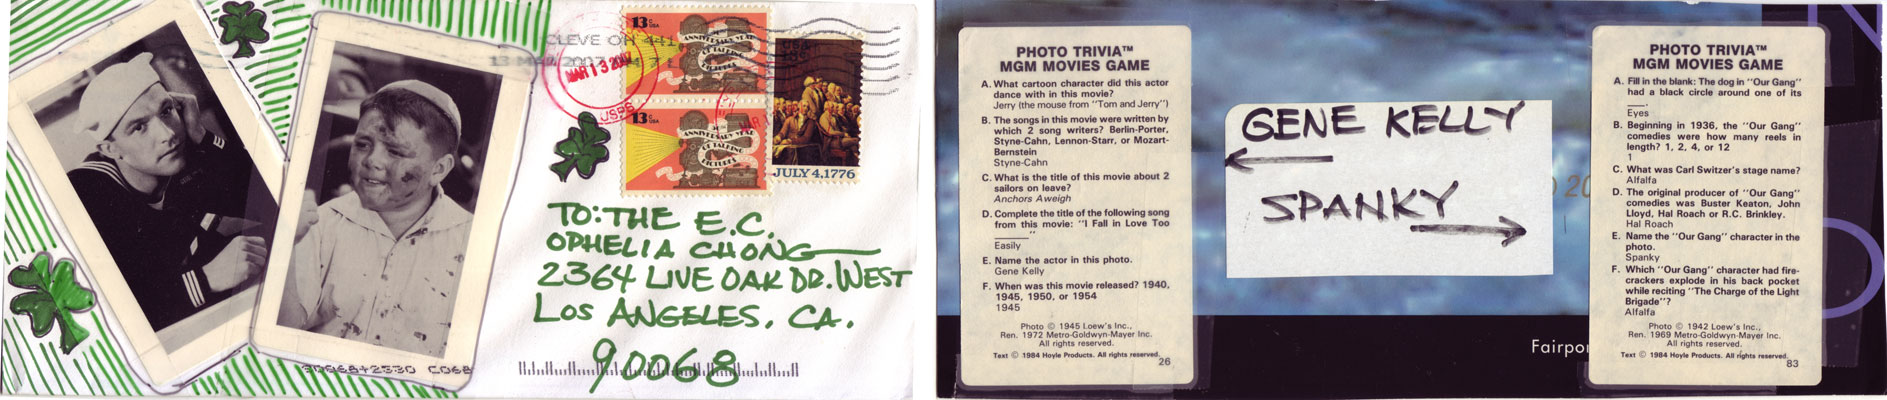 CLEVE OH 441
13 MAR 2007
MAR 13 2007
USPS
13c
USA
50th
ANNIVERSARY YEAR
OF TALKING
PICTURES
13c
USA
50th
ANNIVERSARY YEAR
OF TALKING
PICTURES
JULY 4, 1776
TO: THE E.C.
OPHELIA CHONG
2364 LIVE OAK DR. WEST
LOS ANGELES, CA.
90068
PHOTO TRIVIA™
MGM MOVIES GAME
A. What cartoon character did this actor
dance with in this movie?
Jerry (the mouse from "Tom and Jerry")
B. The songs in this movie were written by
which 2 song writers? Berlin-Porter,
Styne-Cahn, Lennon-Starr, or Mozart-
Bernstein
Styne-Cahn
C. What is the title of this movie about 2
sailors on leave?
Anchors Aweigh
D. Complete the title of the following song
from this movie: "I Fall in Love Too
______"
Easily
E. Name the actor in this photo.
Gene Kelly
F. When was this movie released? 1940,
1945, 1950, or 1954
1945
Photo © 1945 Loew's Inc.,
Ren. 1972 Metro-Goldwyn-Mayer Inc.
All rights reserved.
Text © 1984 Hoyle Products. All rights reserved.
26
GENE KELLY
SPANKY
Fairpor
PHOTO TRIVIA™
MGM MOVIES GAME
A. Fill in the blank: The dog in "Our Gang"
had a black circle around one of its
___.
Eyes
B. Beginning in 1936, the "Our Gang"
comedies were how many reels in
length? 1, 2, 4, or 12
1
C. What was Carl Switzer's stage name?
Alfalfa
D. The original producer of "Our Gang"
comedies was Buster Keaton, John
Lloyd, Hal Roach or R.C. Brinkley.
Hal Roach
E. Name the "Our Gang" character in the
photo.
Spanky
F. Which "Our Gang" character had fire-
crackers explode in his back pocket
while reciting "The Charge of the Light
Brigade"?
Alfalfa
Photo © 1942 Loew's Inc.,
Ren. 1969 Metro-Goldwyn-Mayer Inc.
All rights reserved.
Text © 1984 Hoyle Products. All rights reserved.
83